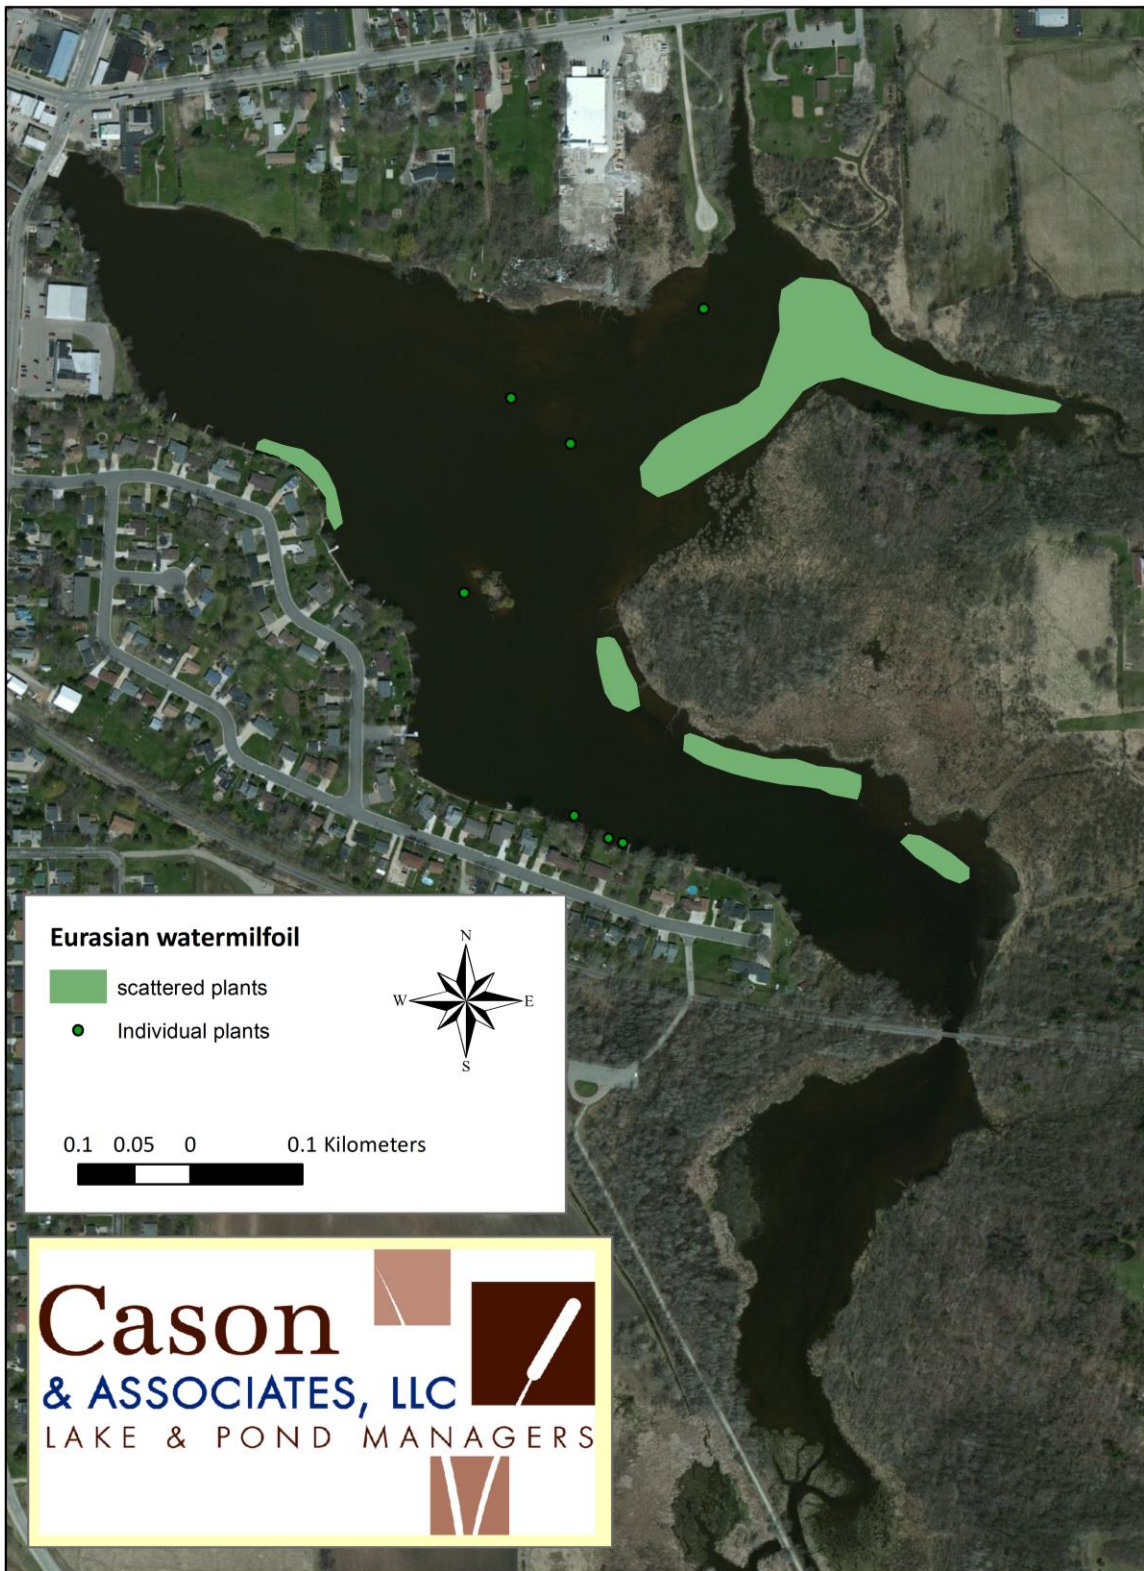 Eurasian watermilfoil
scattered plants
Individual plants
N
W E
S
0.1 0.05 0 0.1 Kilometers
Cason
& ASSOCIATES, LLC
LAKE & POND MANAGERS